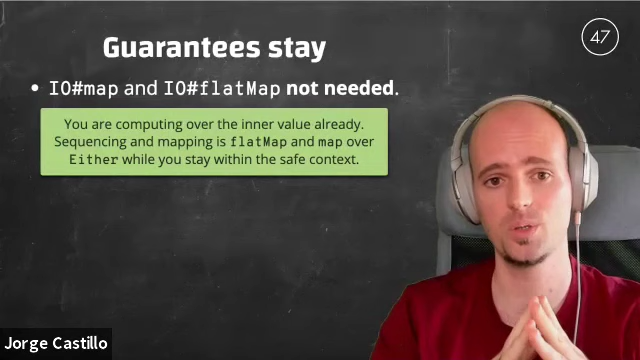 Guarantees stay
47
• IO#map and IO#flatMap not needed.
You are computing over the inner value already.
Sequencing and mapping is flatMap and map over
Either while you stay within the safe context.
Jorge Castillo